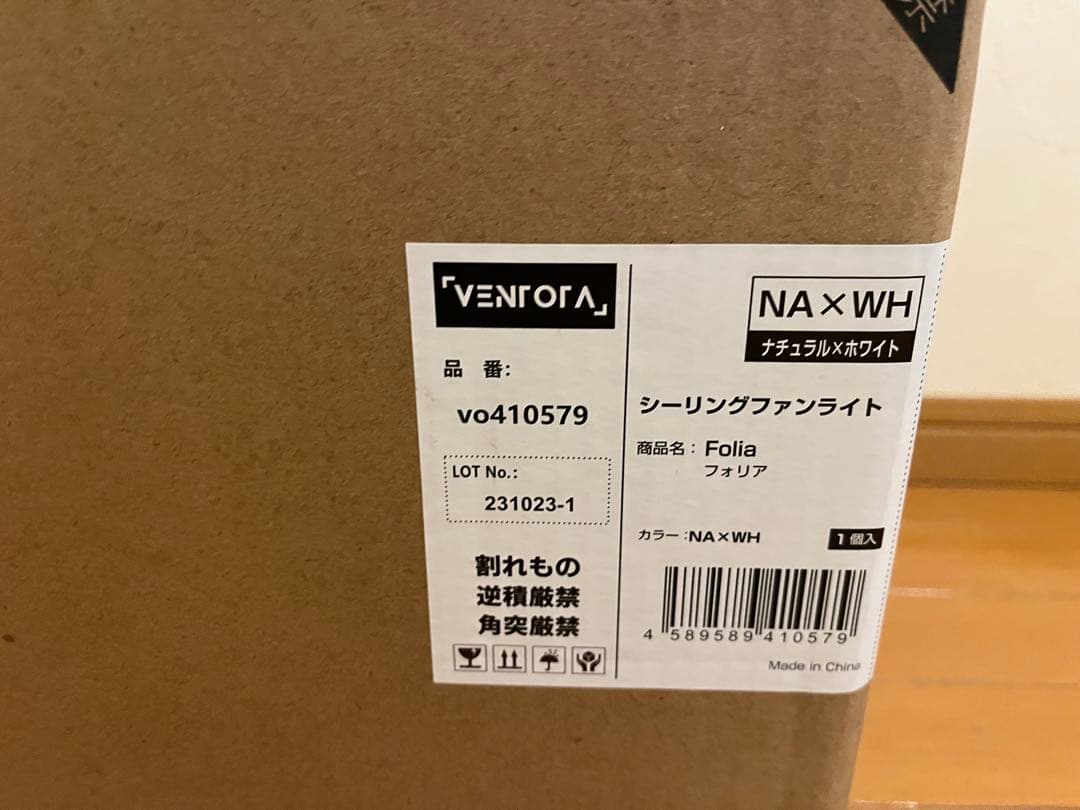 「VENTOTA」
品 番:
vo410579
LOT No.:
231023-1
割れもの
逆積厳禁
角突厳禁
NA×WH
ナチュラル×ホワイト
シーリングファンライト
商品名: Folia
フォリア
カラー:NA×WH
1個入
4 589589 410579
Made in China